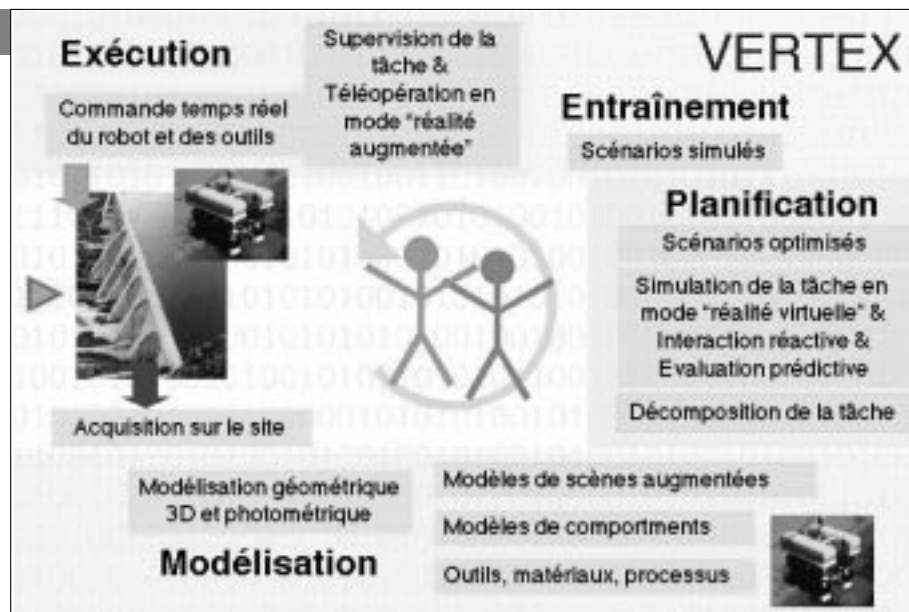 Exécution
Commande temps réel
du robot et des outils
Supervision de la
tâche &
Téléopération en
mode "réalité
augmentée"
VERTEX
Entraînement
Scénarios simulés
Planification
Scénarios optimisés
Simulation de la tâche en
mode "réalité virtuelle" &
Interaction réactive &
Evaluation prédictive
Décomposition de la tâche
Acquisition sur le site
Modélisation géométrique
3D et photométrique
Modélisation
Modèles de scènes augmentées
Modèles de comportments
Outils, matériaux, processus